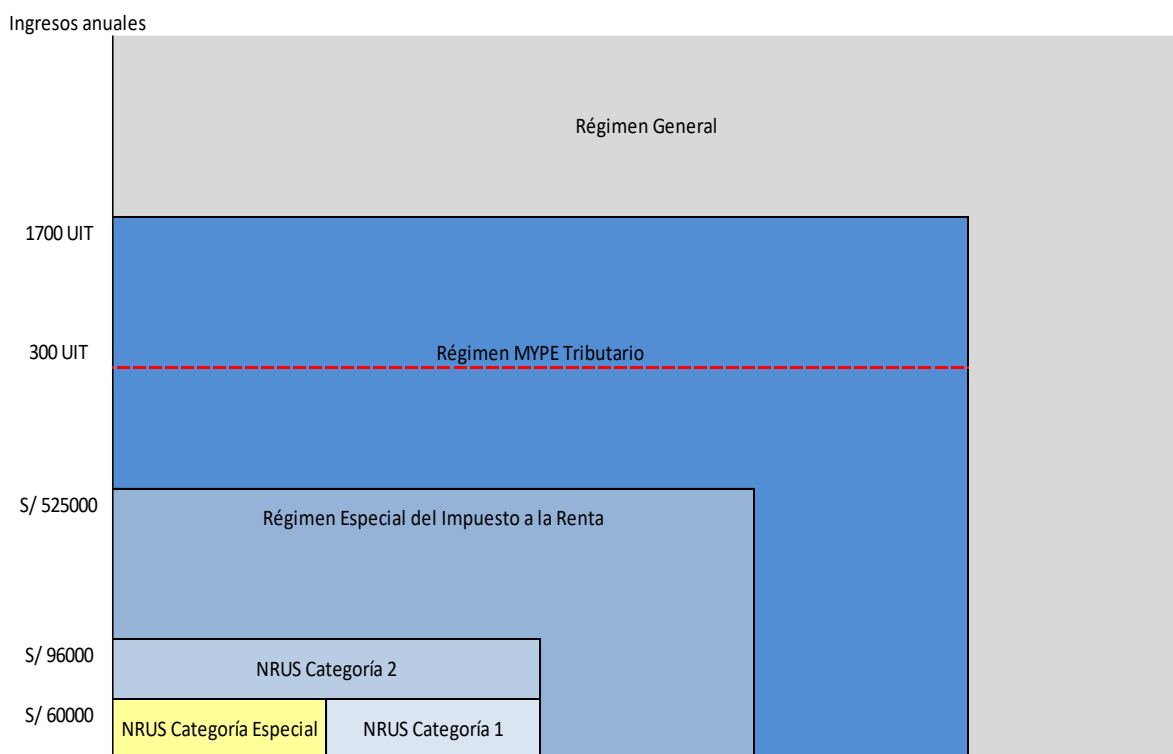 Ingresos anuales
Régimen General
1700 UIT
300 UIT
Régimen MYPE Tributario
S/ 525000
Régimen Especial del Impuesto a la Renta
S/ 96000
NRUS Categoría 2
S/ 60000
NRUS Categoría Especial
NRUS Categoría 1